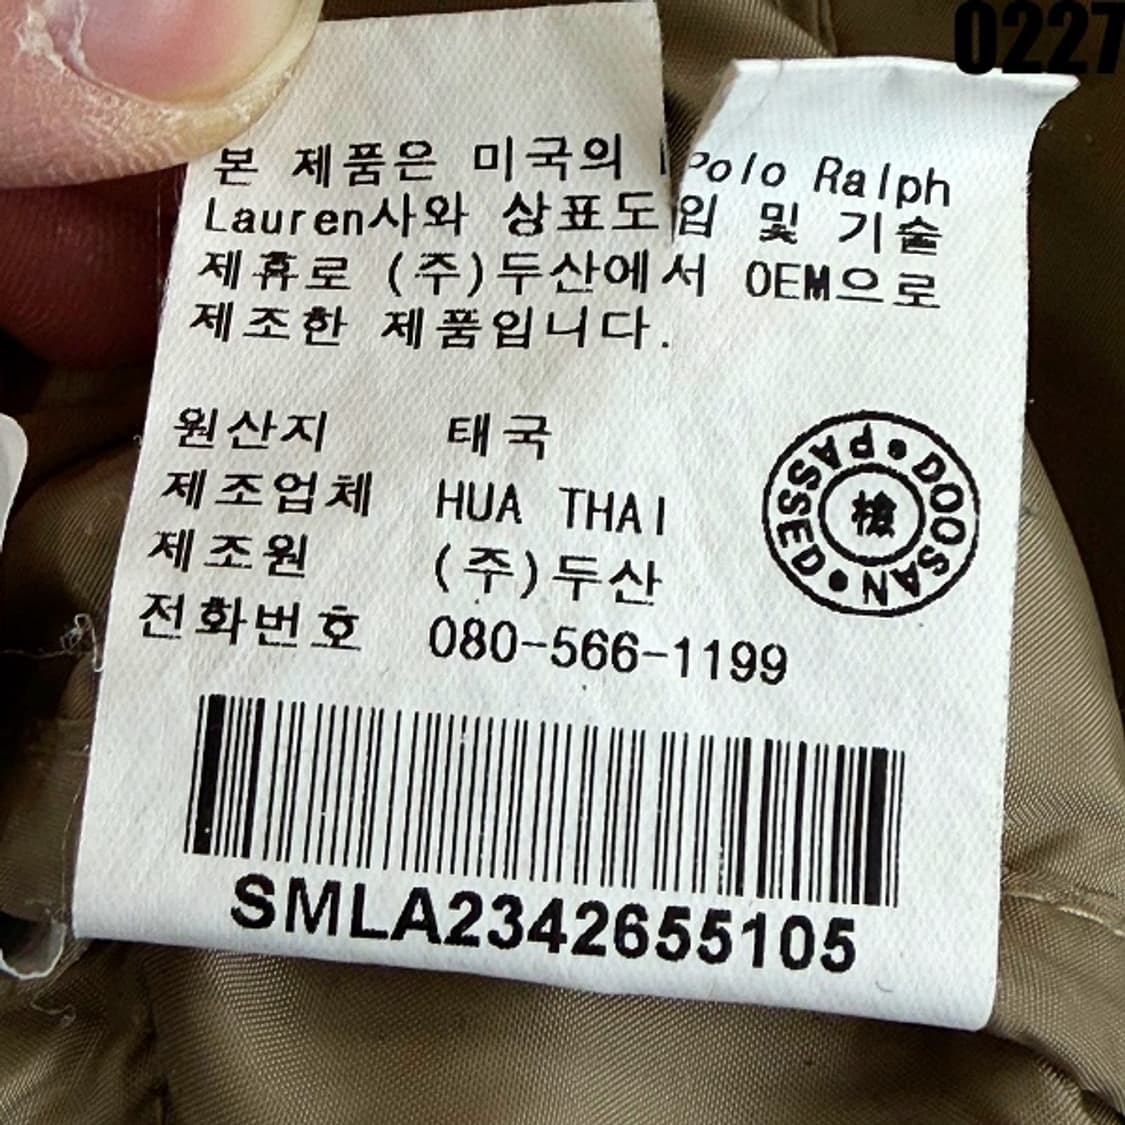 0227
본 제품은 미국의 Polo Ralph
Lauren사와 상표도입 및 기술
제휴로 (주)두산에서 OEM으로
제조한 제품입니다.
원산지 태국
제조업체 HUA THAI
제조원 (주)두산
전화번호 080-566-1199
DOOSAN PASSED
檢
SMLA2342655105